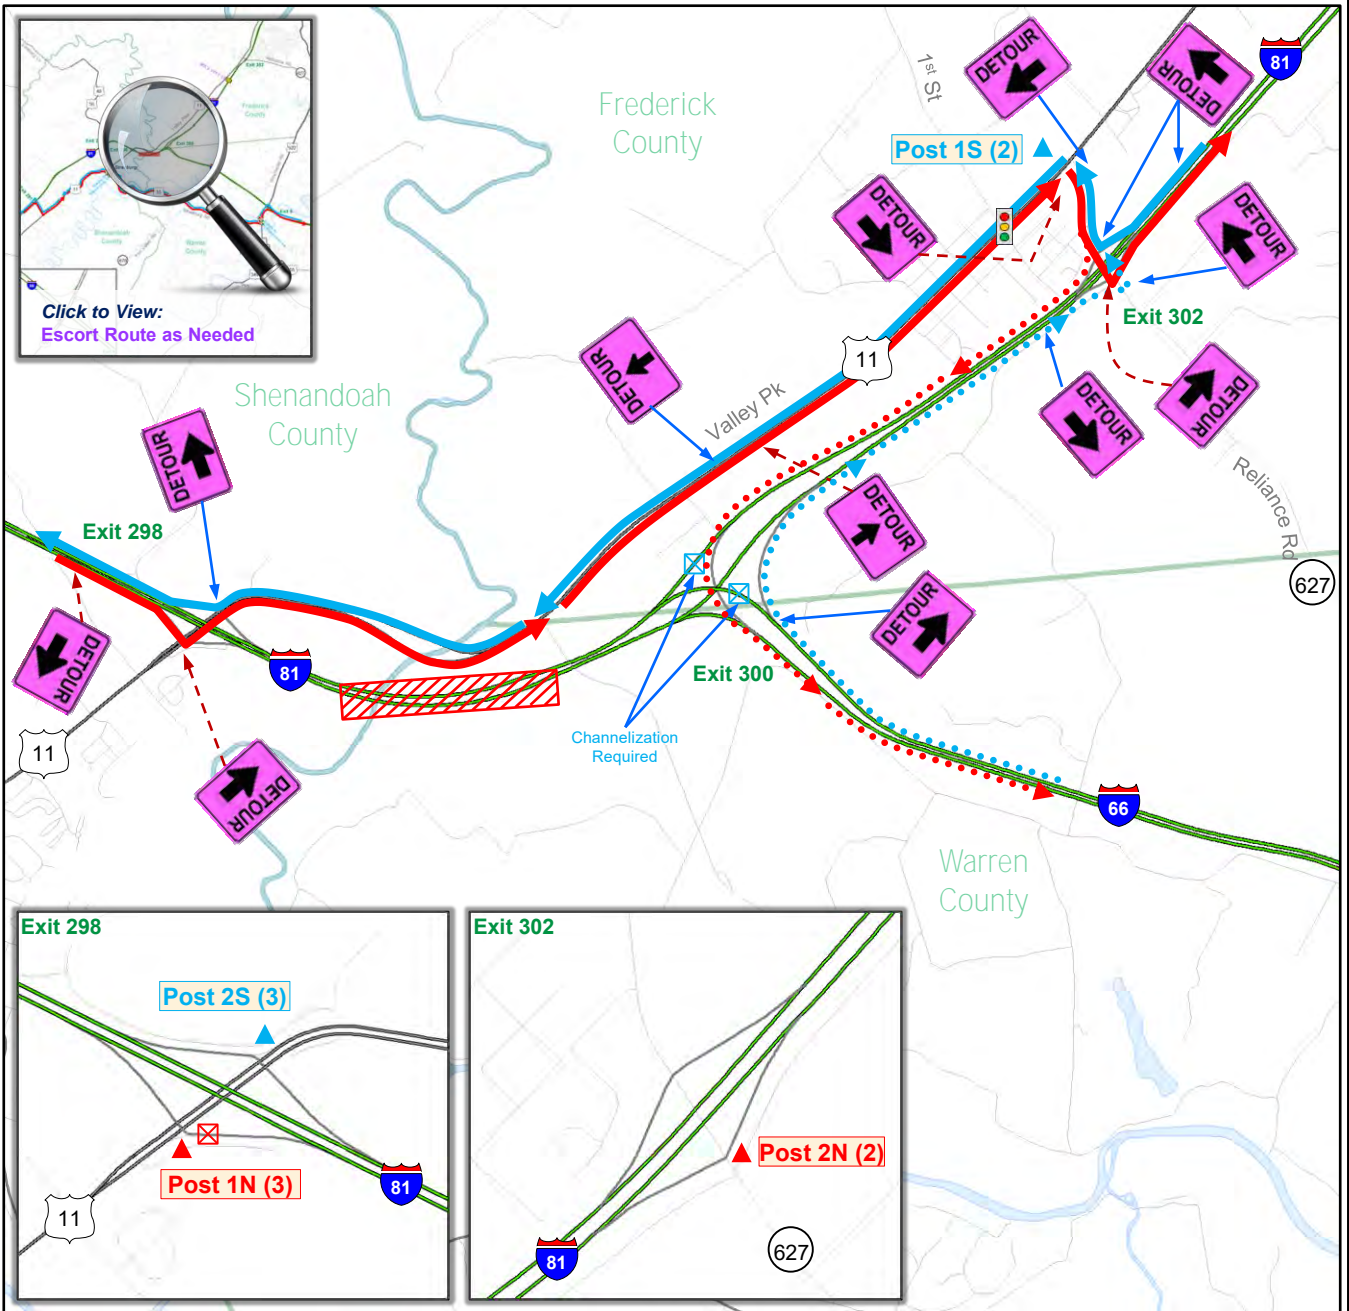 Click to View:
Escort Route as Needed
Frederick
County
1st St
DETOUR
DETOUR
81
Post 1S (2)
DETOUR
DETOUR
Exit 302
11
DETOUR
Valley Pk
Shenandoah
County
DETOUR
DETOUR
DETOUR
Reliance Rd
627
DETOUR
Exit 298
DETOUR
DETOUR
81
Exit 300
11
Channelization
Required
DETOUR
66
Warren
County
Exit 298
Post 2S (3)
Post 1N (3)
81
11
Exit 302
Post 2N (2)
81
627